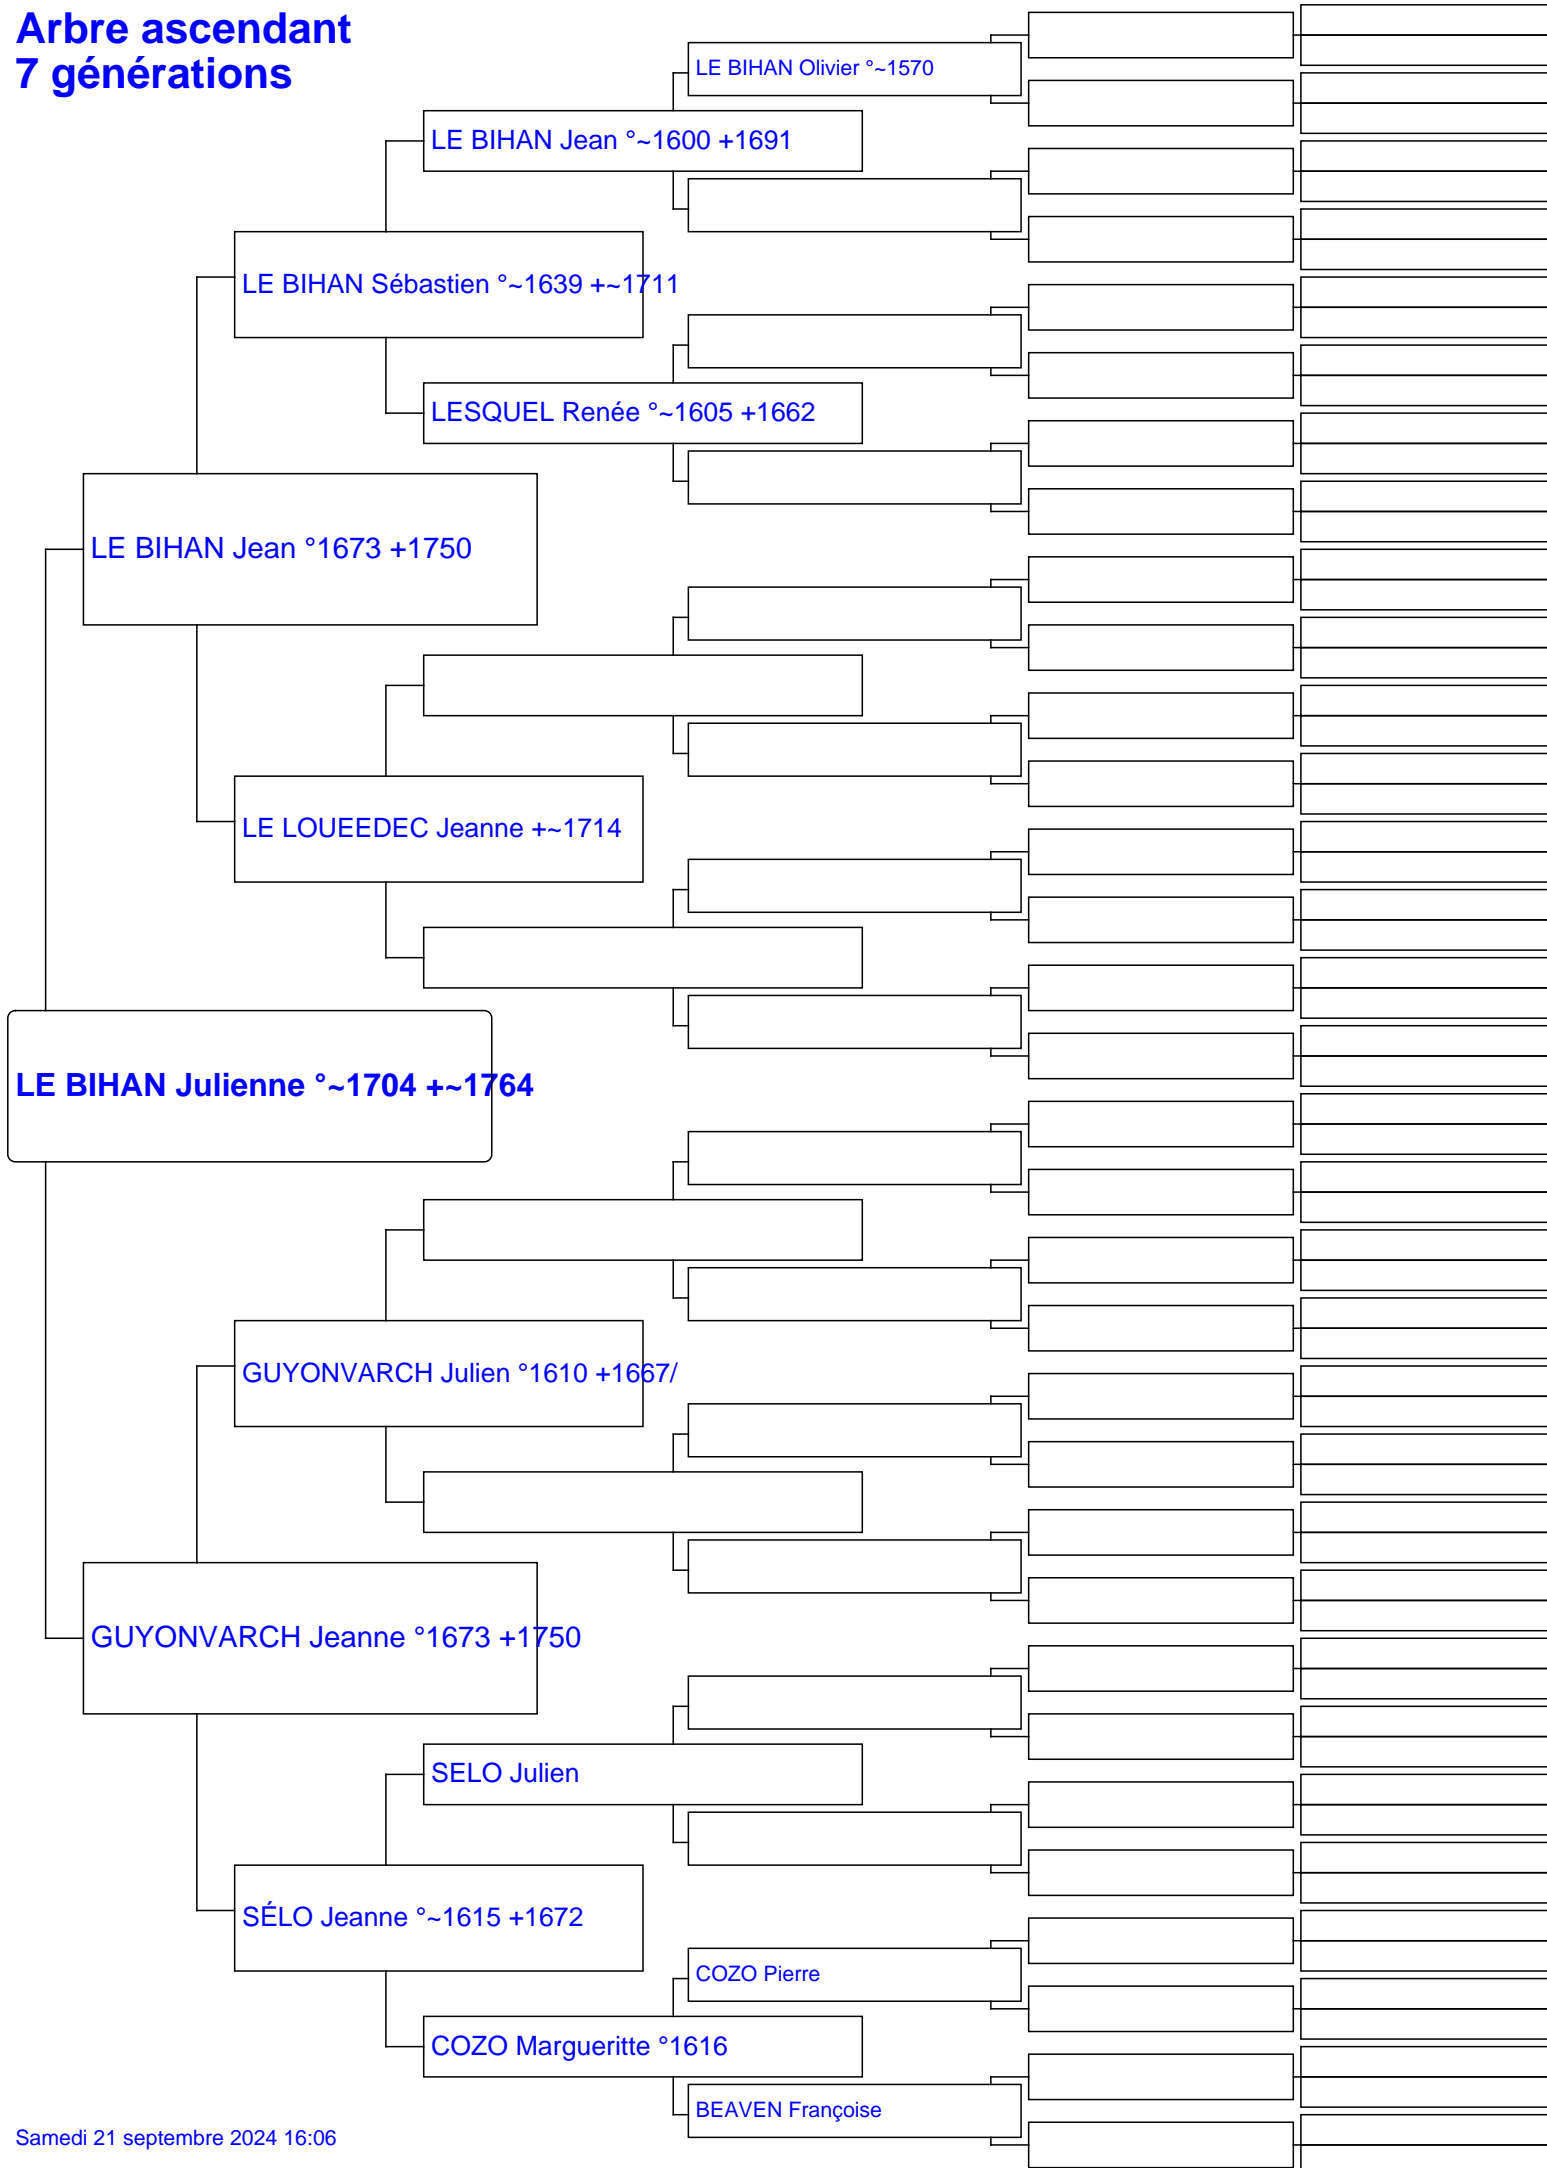 Arbre ascendant
7 générations
LE BIHAN Olivier °~1570
LE BIHAN Jean °~1600 +1691
LE BIHAN Sébastien °~1639 +~1711
LESQUEL Renée °~1605 +1662
LE BIHAN Jean °1673 +1750
LE LOUEEDEC Jeanne +~1714
LE BIHAN Julienne °~1704 +~1764
GUYONVARCH Julien °1610 +1667/
GUYONVARCH Jeanne °1673 +1750
SELO Julien
SÉLO Jeanne °~1615 +1672
COZO Pierre
COZO Margueritte °1616
BEAVEN Françoise
Samedi 21 septembre 2024 16:06